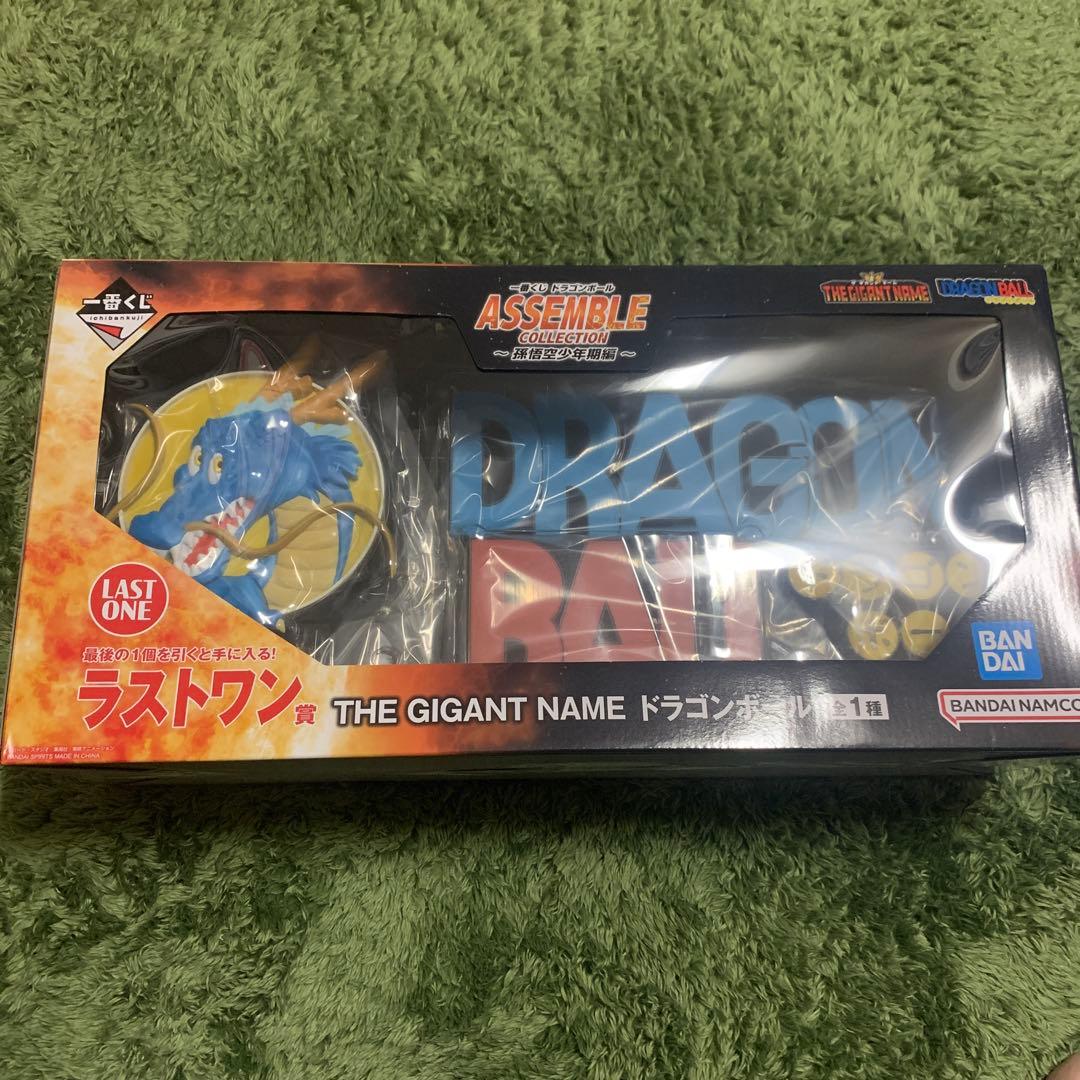 一番くじ
ichibankuji
一番くじ ドラゴンボール
ASSEMBLE
COLLECTION
～ 孫悟空少年期編 ～
THE GIGANT NAME
DRAGON BALL
DRAGON
BALL
LAST
ONE
最後の1個を引くと手に入る!
ラストワン賞
THE GIGANT NAME ドラゴンボール 全1種
BAN
DAI
BANDAI NAMCO
BANDAI SPIRITS MADE IN CHINA